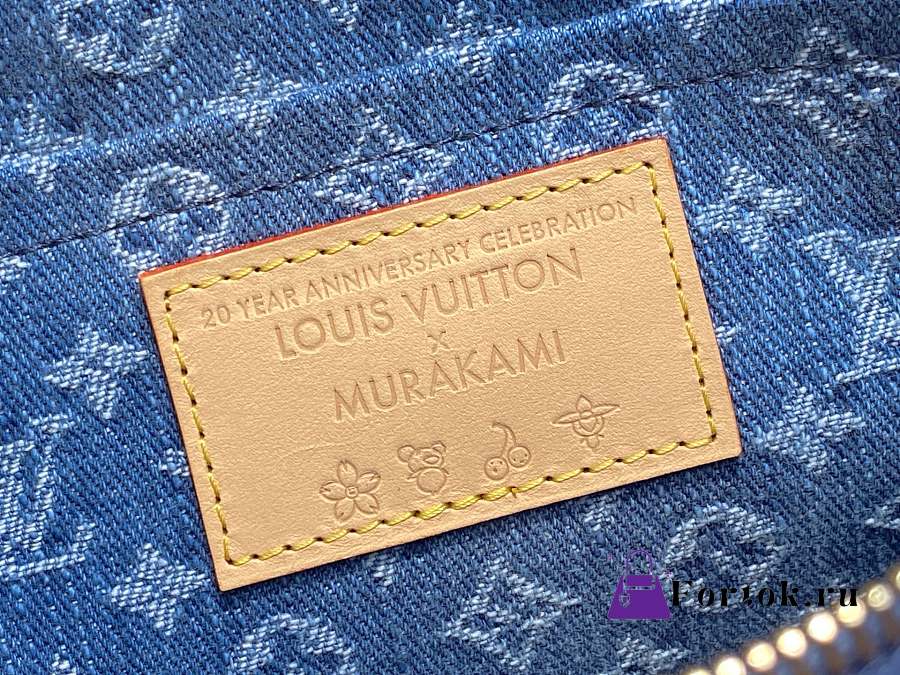 20 YEAR ANNIVERSARY CELEBRATION
LOUIS VUITTON
x
MURAKAMI
Fortok.ru